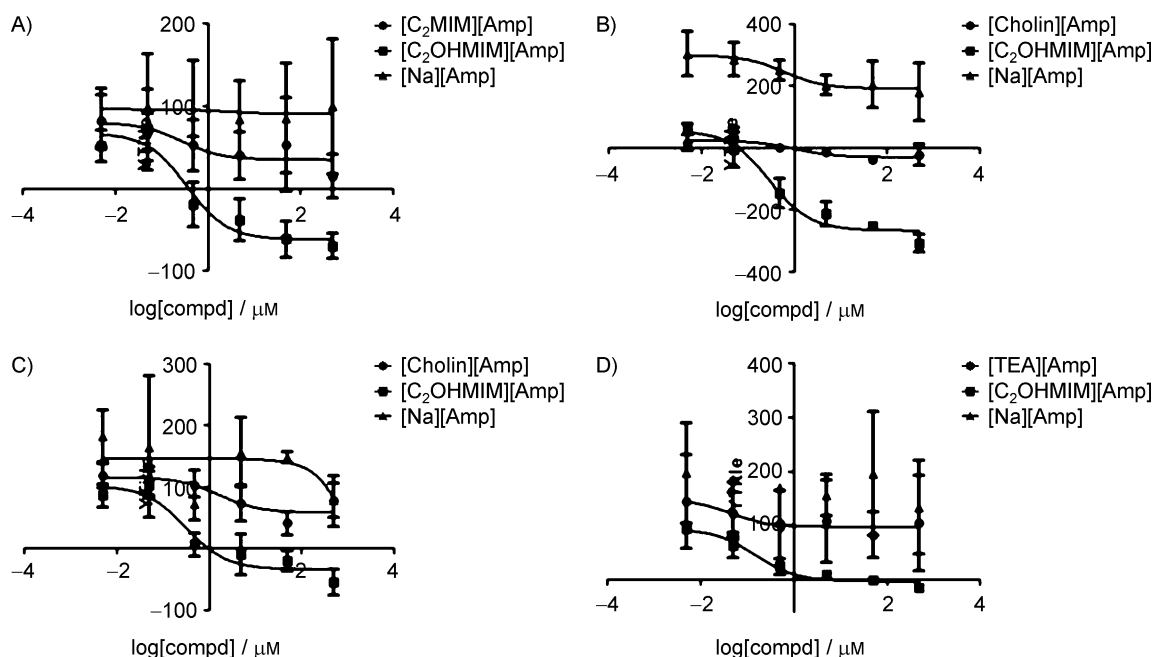 A)
200
[C₂MIM][Amp]
[C₂OHMIM][Amp]
[Na][Amp]
100
−4
−2
2
4
−100
log[compd] / μM
B)
400
[Cholin][Amp]
[C₂OHMIM][Amp]
[Na][Amp]
200
−4
−2
2
4
−200
−400
log[compd] / μM
C)
300
[Cholin][Amp]
[C₂OHMIM][Amp]
[Na][Amp]
200
100
−4
−2
2
4
−100
log[compd] / μM
D)
400
[TEA][Amp]
[C₂OHMIM][Amp]
[Na][Amp]
300
200
100
−4
−2
2
4
log[compd] / μM